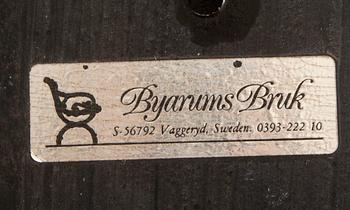 Byarums Bruk
S-56792 Vaggeryd. Sweden. 0393-222 10